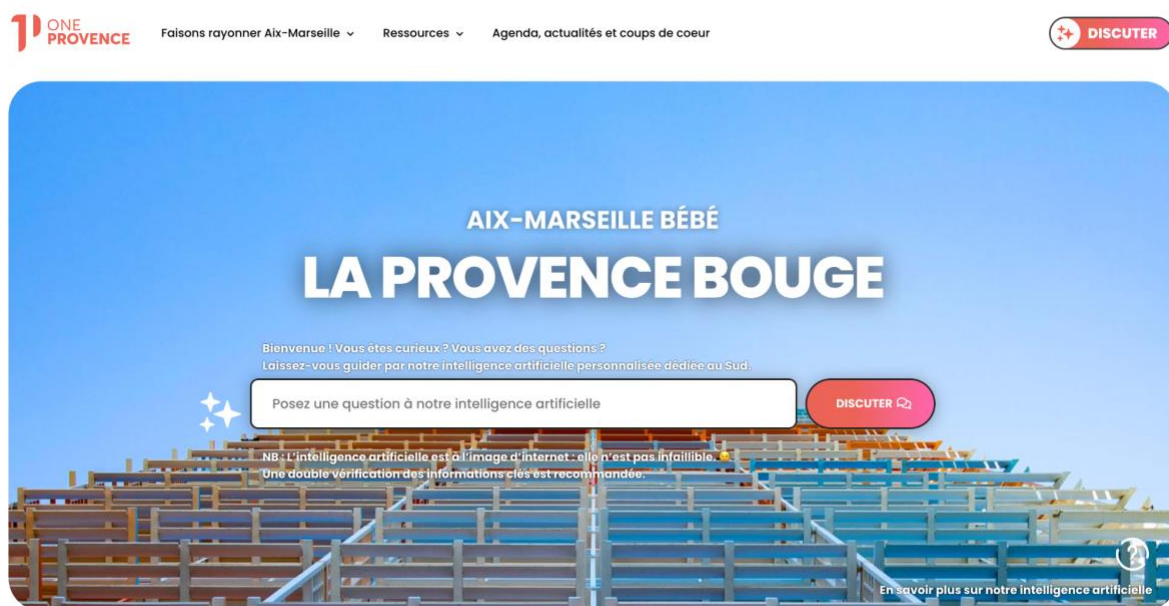 ONE
PROVENCE
Faisons rayonner Aix-Marseille
Ressources
Agenda, actualités et coups de coeur
DISCUTER
AIX-MARSEILLE BÉBÉ
LA PROVENCE BOUGE
Bienvenue ! Vous êtes curieux ? Vous avez des questions ?
Laissez-vous guider par notre intelligence artificielle personnalisée dédiée au Sud.
Posez une question à notre intelligence artificielle
DISCUTER
NB : L'intelligence artificielle est à l'image d'internet : elle n'est pas infaillible. 😉
Une double vérification des informations clés est recommandée.
En savoir plus sur notre intelligence artificielle